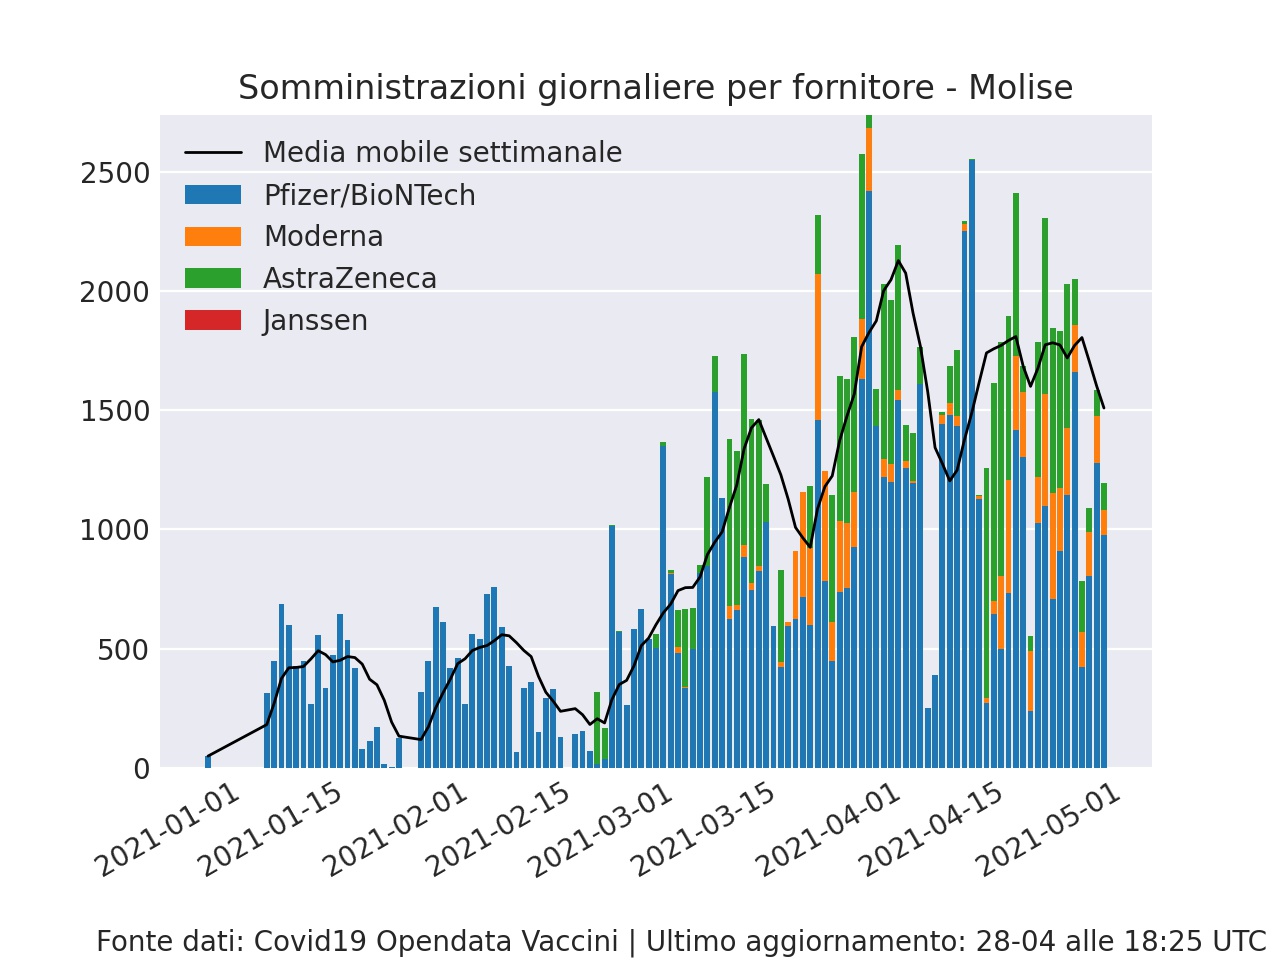 Somministrazioni giornaliere per fornitore - Molise
Media mobile settimanale
Pfizer/BioNTech
Moderna
AstraZeneca
Janssen
2500
2000
1500
1000
500
0
2021-01-01
2021-01-15
2021-02-01
2021-02-15
2021-03-01
2021-03-15
2021-04-01
2021-04-15
2021-05-01
Fonte dati: Covid19 Opendata Vaccini | Ultimo aggiornamento: 28-04 alle 18:25 UTC